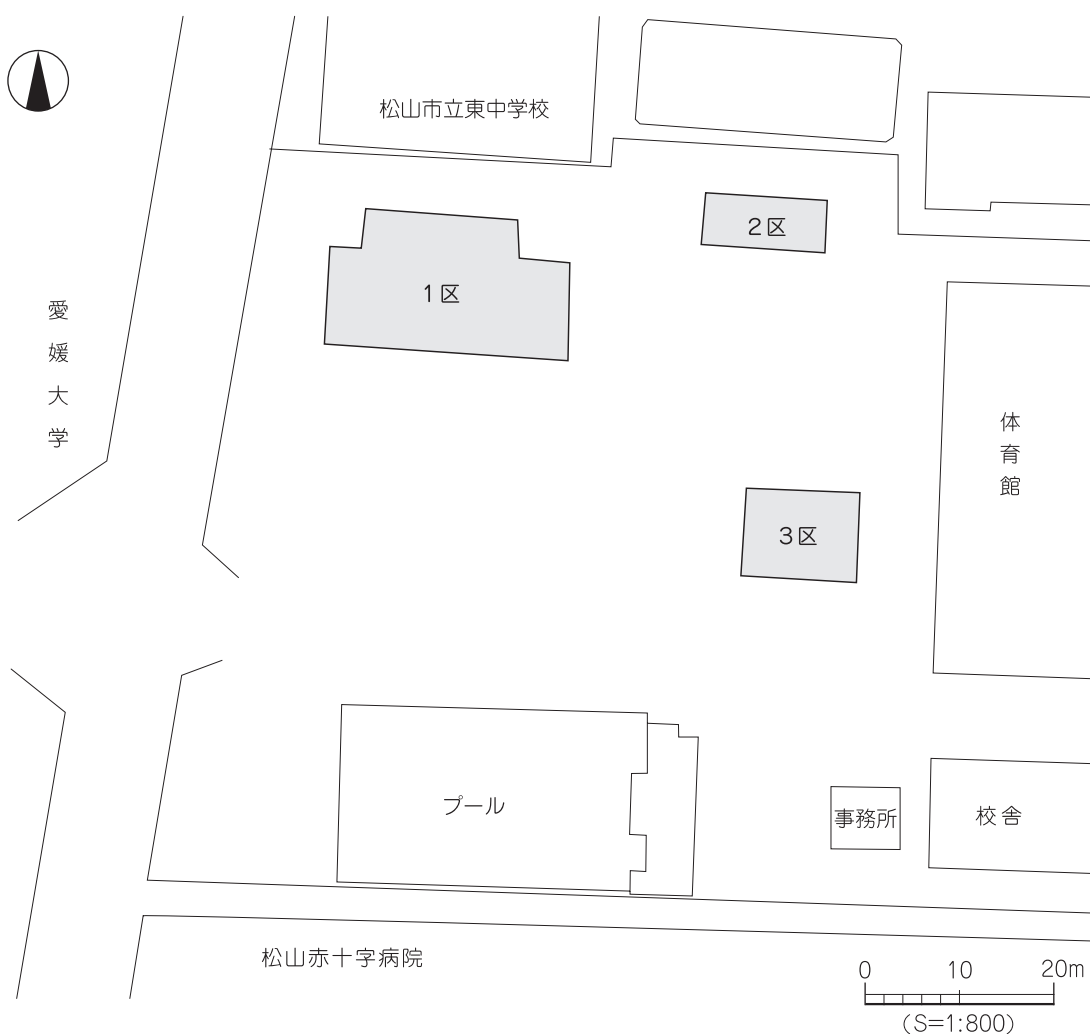 松山市立東中学校
2区
1区
愛媛大学
体育館
3区
プール
事務所
校舎
松山赤十字病院
0 10 20m
(S=1:800)